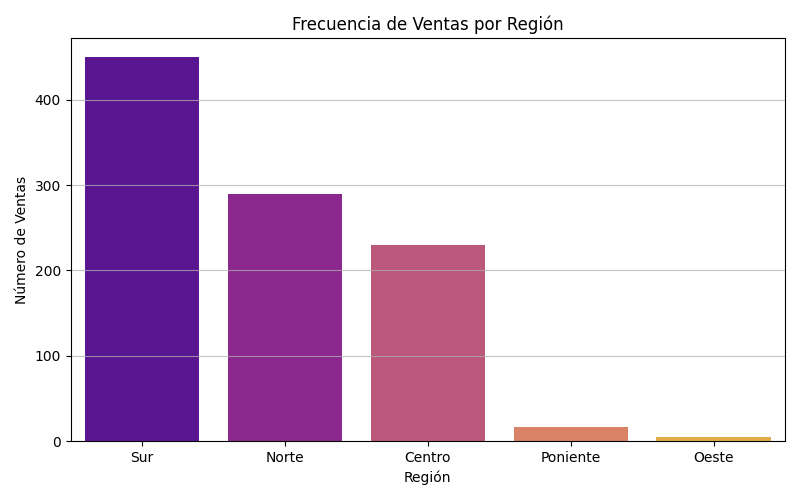 Frecuencia de Ventas por Región
Número de Ventas
400
300
200
100
0
Sur Norte Centro Poniente Oeste
Región